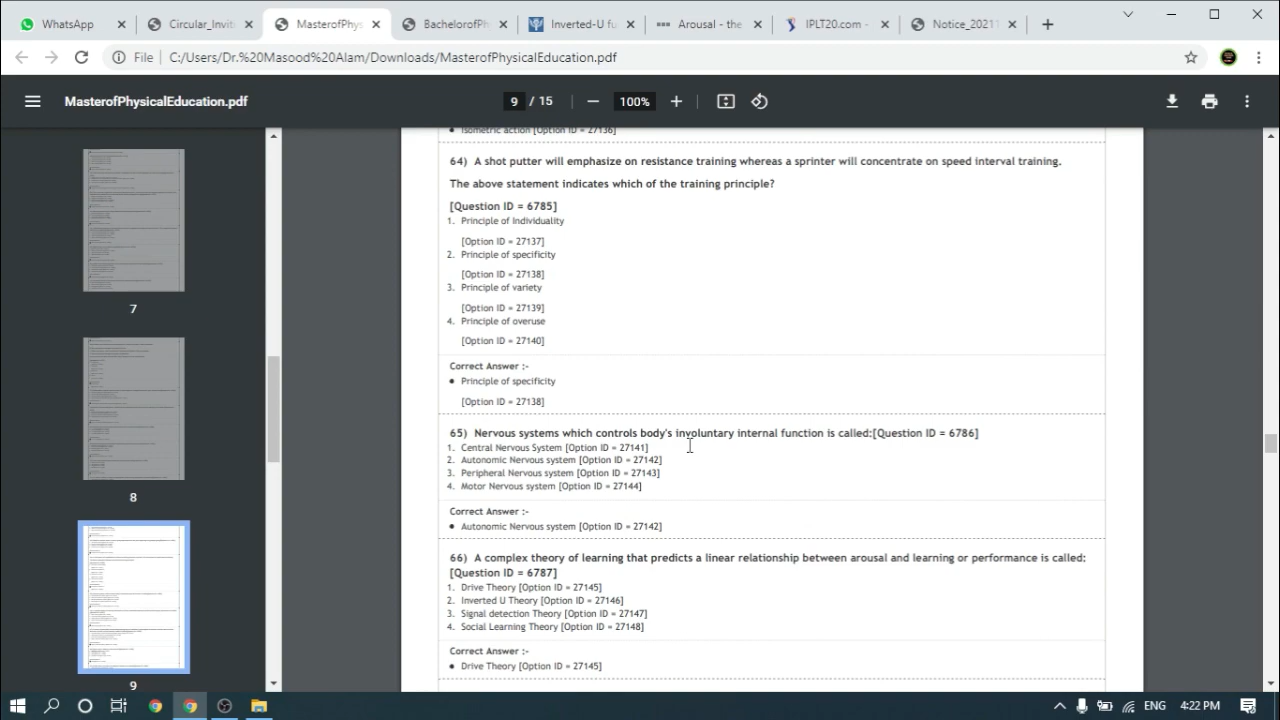 WhatsApp
Circular_Invit
MasterofPhys
BachelorofPh
Inverted-U fu
Arousal - the
IPLT20.com -
Notice_20211
File
C:/Users/Dr.%20Masood%20Alam/Downloads/MasterofPhysicalEducation.pdf
MasterofPhysicalEducation.pdf
9 / 15
100%
7
8
9
Isometric action [Option ID = 27136]
64) A shot putter will emphasize on resistance training whereas a sprinter will concentrate on speed interval training.
The above statement indicates which of the training principle?
[Question ID = 6785]
1. Principle of Individuality
[Option ID = 27137]
2. Principle of specificity
[Option ID = 27138]
3. Principle of variety
[Option ID = 27139]
4. Principle of overuse
[Option ID = 27140]
Correct Answer :-
• Principle of specificity
[Option ID = 27138]
65) Nervous systems which controls body's involuntary internal function is called:[Question ID = 6786]
1. Central Nervous System [Option ID = 27141]
2. Autonomic Nervous system [Option ID = 27142]
3. Peripheral Nervous system [Option ID = 27143]
4. Motor Nervous system [Option ID = 27144]
Correct Answer :-
• Autonomic Nervous system [Option ID = 27142]
66) A complex theory of learning that predicts a linear relationship between arousal and learning or performance is called:
[Question ID = 6787]
1. Drive Theory [Option ID = 27145]
2. Inverted U Theory [Option ID = 27146]
3. Signal detection Theory [Option ID = 27147]
4. Social Learning Theory [Option ID = 27148]
Correct Answer :-
• Drive Theory [Option ID = 27145]
ENG
4:22 PM